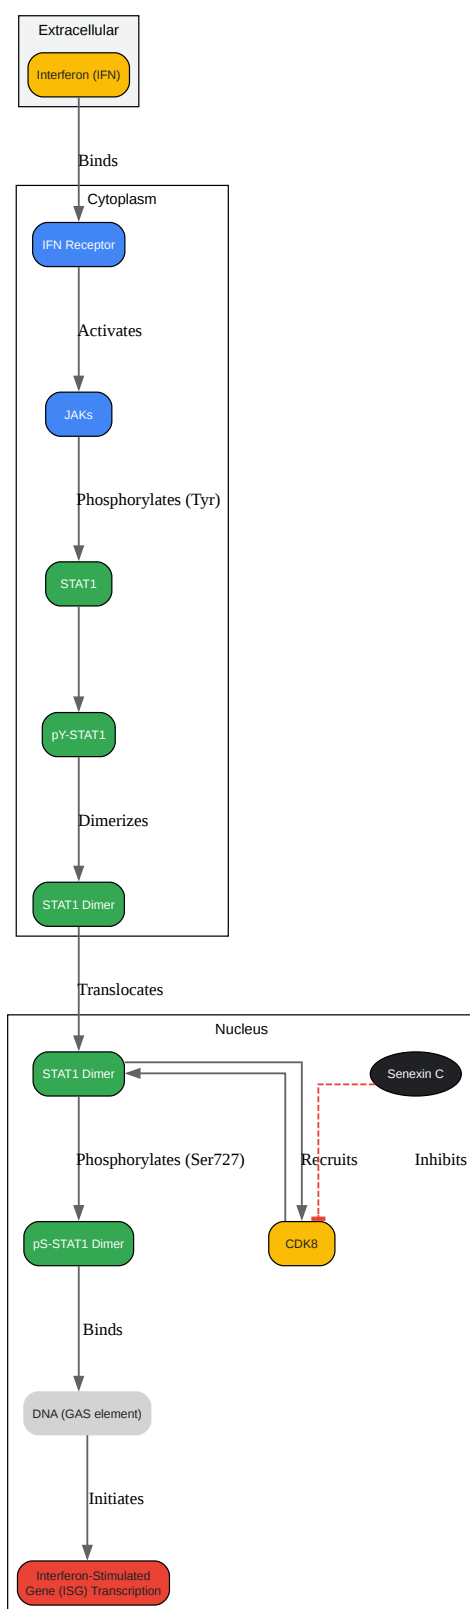 Extracellular
Interferon (IFN)
Binds
Cytoplasm
IFN Receptor
Activates
JAKs
Phosphorylates (Tyr)
STAT1
pY-STAT1
Dimerizes
STAT1 Dimer
Translocates
Nucleus
STAT1 Dimer
Senexin C
Phosphorylates (Ser727)
Recruits
Inhibits
pS-STAT1 Dimer
CDK8
Binds
DNA (GAS element)
Initiates
Interferon-Stimulated
Gene (ISG) Transcription